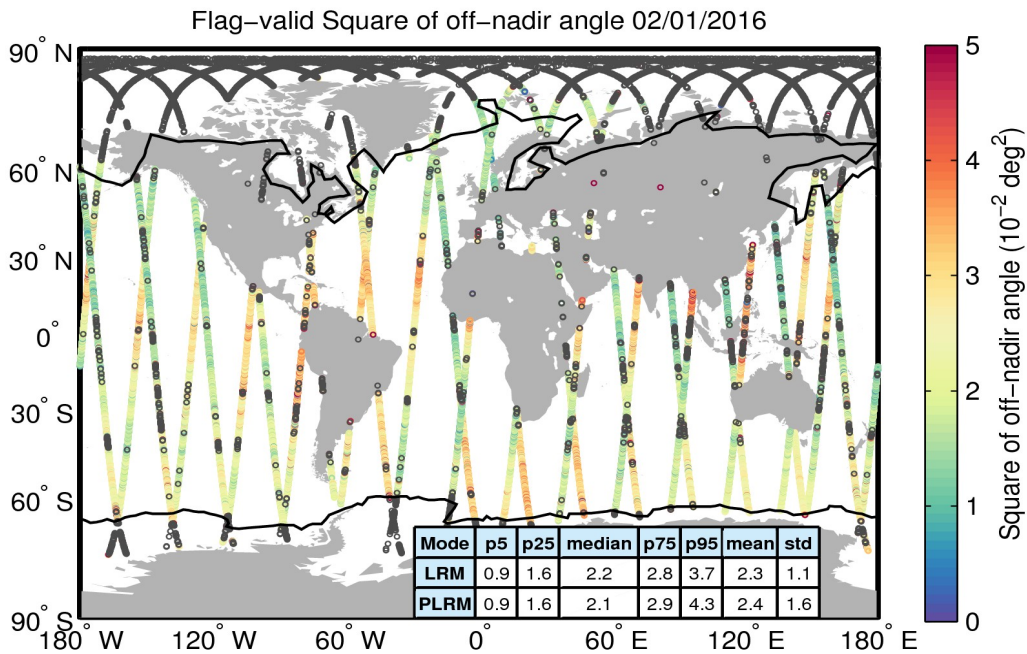 Flag−valid Square of off−nadir angle 02/01/2016
90° N
60° N
30° N
0°
30° S
60° S
90° S
180° W
120° W
60° W
0°
60° E
120° E
180° E
Mode p5 p25 median p75 p95 mean std
LRM 0.9 1.6 2.2 2.8 3.7 2.3 1.1
PLRM 0.9 1.6 2.1 2.9 4.3 2.4 1.6
5
4
3
2
1
0
Square of off−nadir angle (10⁻² deg²)